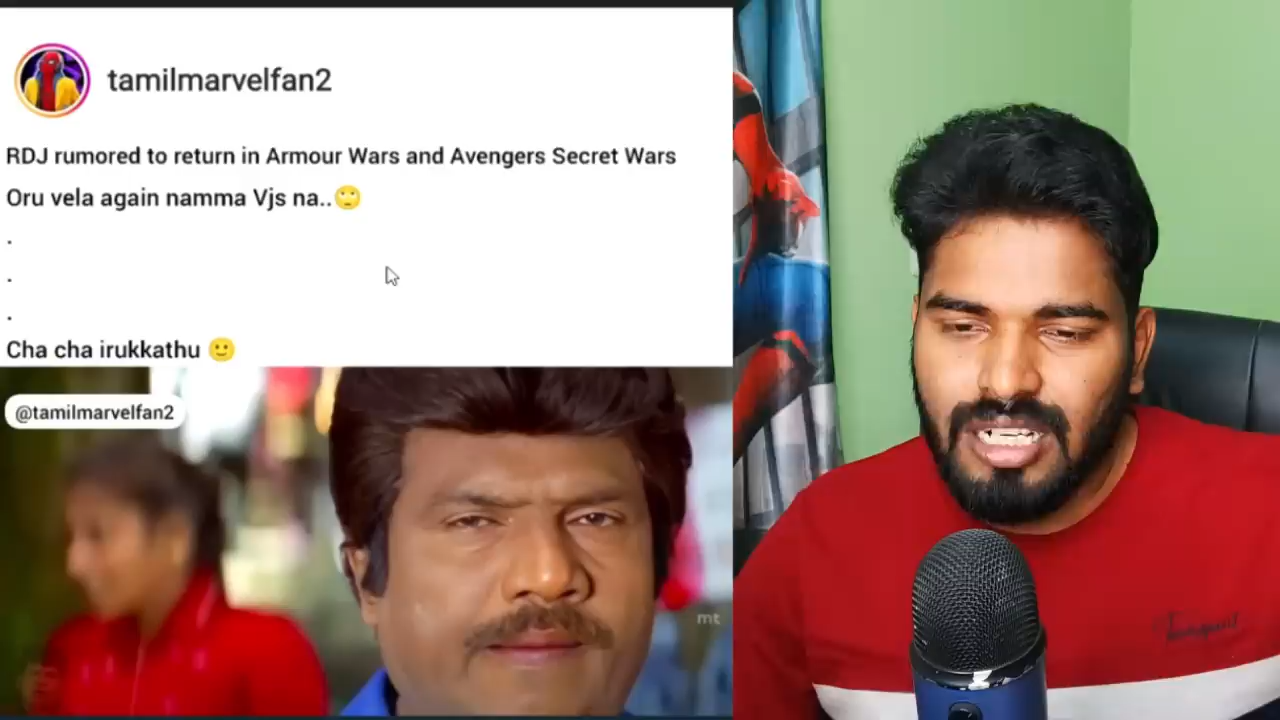 tamilmarvelfan2
RDJ rumored to return in Armour Wars and Avengers Secret Wars
Oru vela again namma Vjs na..🙄
.
.
.
Cha cha irukkathu 🙂
@tamilmarvelfan2
mt